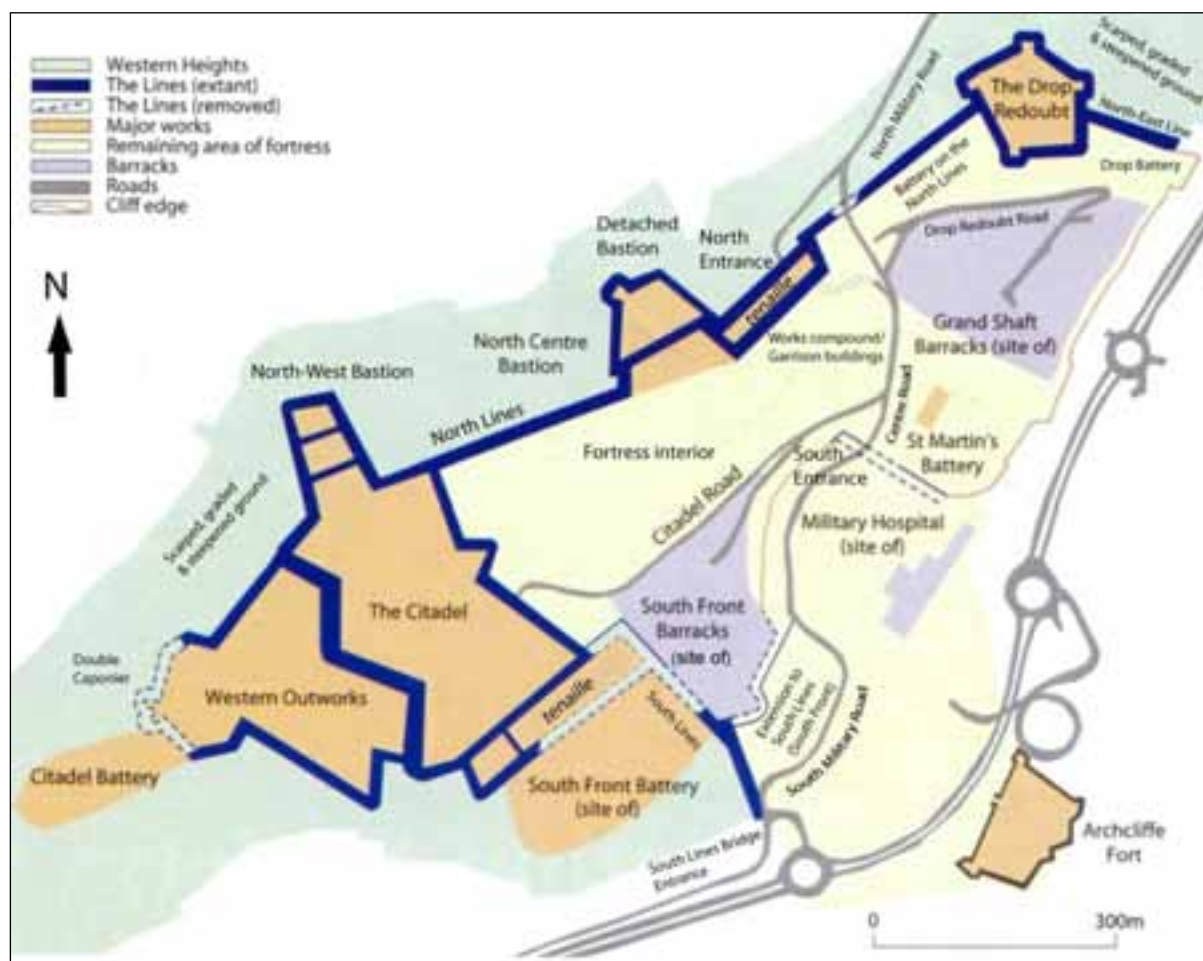 Western Heights
The Lines (extant)
The Lines (removed)
Major works
Remaining area of fortress
Barracks
Roads
Cliff edge
N
Scarped, graded
& steepened ground
The Drop
Redoubt
North-East Line
Drop Battery
North Military Road
Battery on the
North Lines
Drop Redoubt Road
Detached
Bastion
North
Entrance
tenaille
Works compound/
Garrison buildings
Grand Shaft
Barracks (site of)
North Centre
Bastion
North-West Bastion
North Lines
Centre Road
St Martin's
Battery
Fortress interior
South
Entrance
Citadel Road
Military Hospital
(site of)
Scarped, graded
& steepened ground
The Citadel
South Front
Barracks
(site of)
Double
Caponier
Western Outworks
tenaille
South Lines
Extension to
South Lines
(South Front)
South Military Road
Citadel Battery
South Front Battery
(site of)
South Lines Bridge
Entrance
Archcliffe
Fort
0 300m